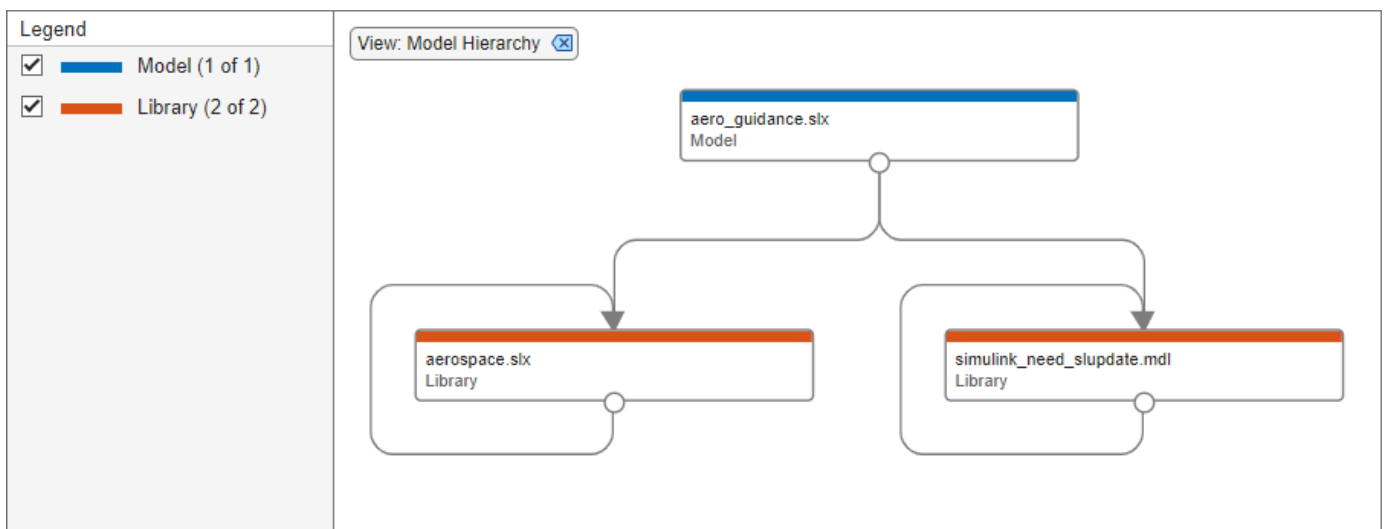 Legend
Model (1 of 1)
Library (2 of 2)
View: Model Hierarchy
aero_guidance.slx
Model
aerospace.slx
Library
simulink_need_slupdate.mdl
Library